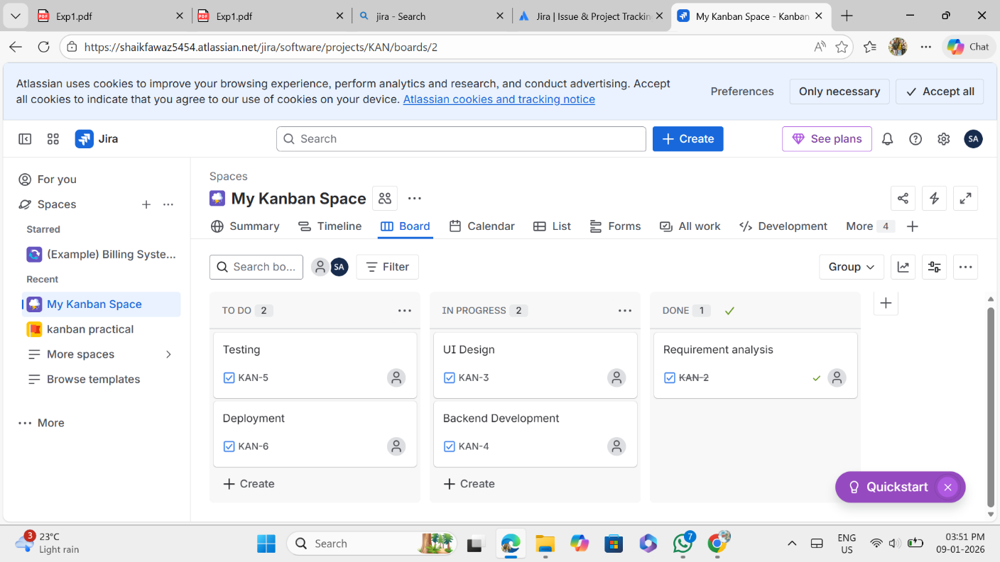 Exp1.pdf
Exp1.pdf
jira - Search
Jira | Issue & Project Trackin
My Kanban Space - Kanban
https://shaikfawaz5454.atlassian.net/jira/software/projects/KAN/boards/2
Chat
Atlassian uses cookies to improve your browsing experience, perform analytics and research, and conduct advertising. Accept
all cookies to indicate that you agree to our use of cookies on your device. Atlassian cookies and tracking notice
Preferences
Only necessary
Accept all
Jira
Search
Create
See plans
SA
For you
Spaces
Starred
(Example) Billing Syste...
Recent
My Kanban Space
kanban practical
More spaces
Browse templates
More
Spaces
My Kanban Space
Summary
Timeline
Board
Calendar
List
Forms
All work
Development
More 4
Search bo...
SA
Filter
Group
TO DO 2
Testing
KAN-5
Deployment
KAN-6
Create
IN PROGRESS 2
UI Design
KAN-3
Backend Development
KAN-4
Create
DONE 1
Requirement analysis
KAN-2
Quickstart
3
23°C
Light rain
Search
7
ENG
US
03:51 PM
09-01-2026